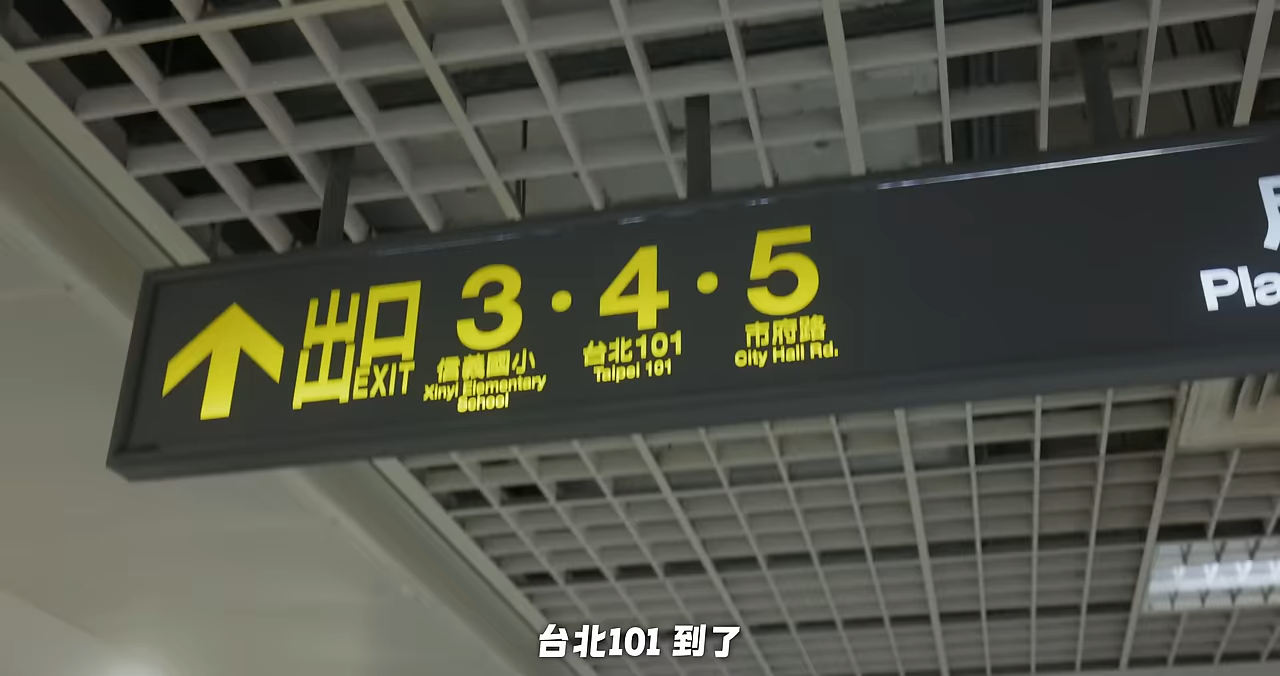 出口 EXIT
3・4・5
信義國小
Xinyi Elementary
School
台北101
Taipei 101
市府路
City Hall Rd.
Pla
台北101 到了